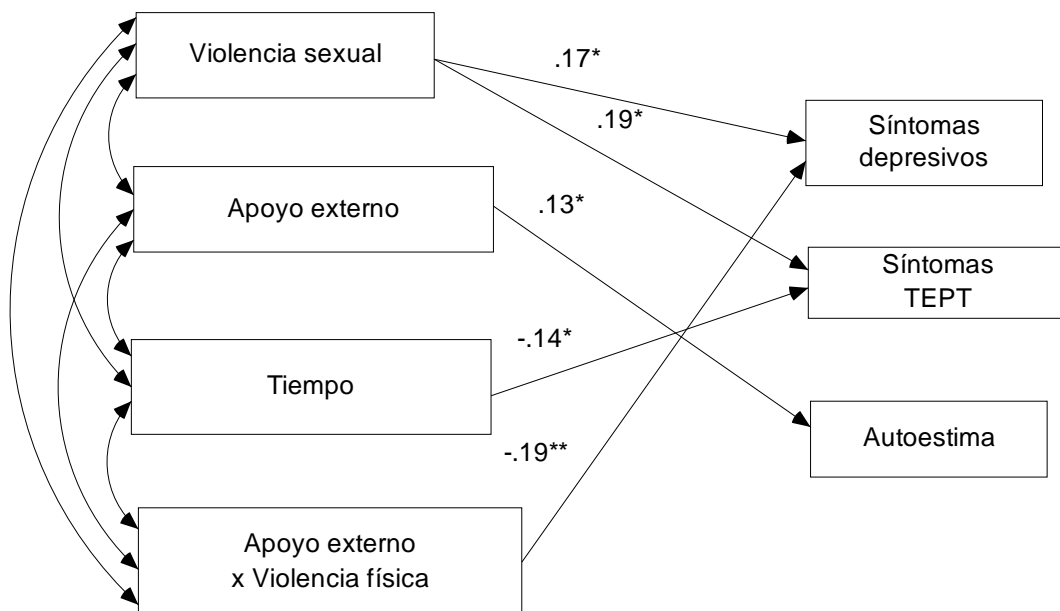 Violencia sexual
.17*
.19*
Síntomas
depresivos
Apoyo externo
.13*
Síntomas
TEPT
Tiempo
-.14*
Autoestima
-.19**
Apoyo externo
x Violencia física